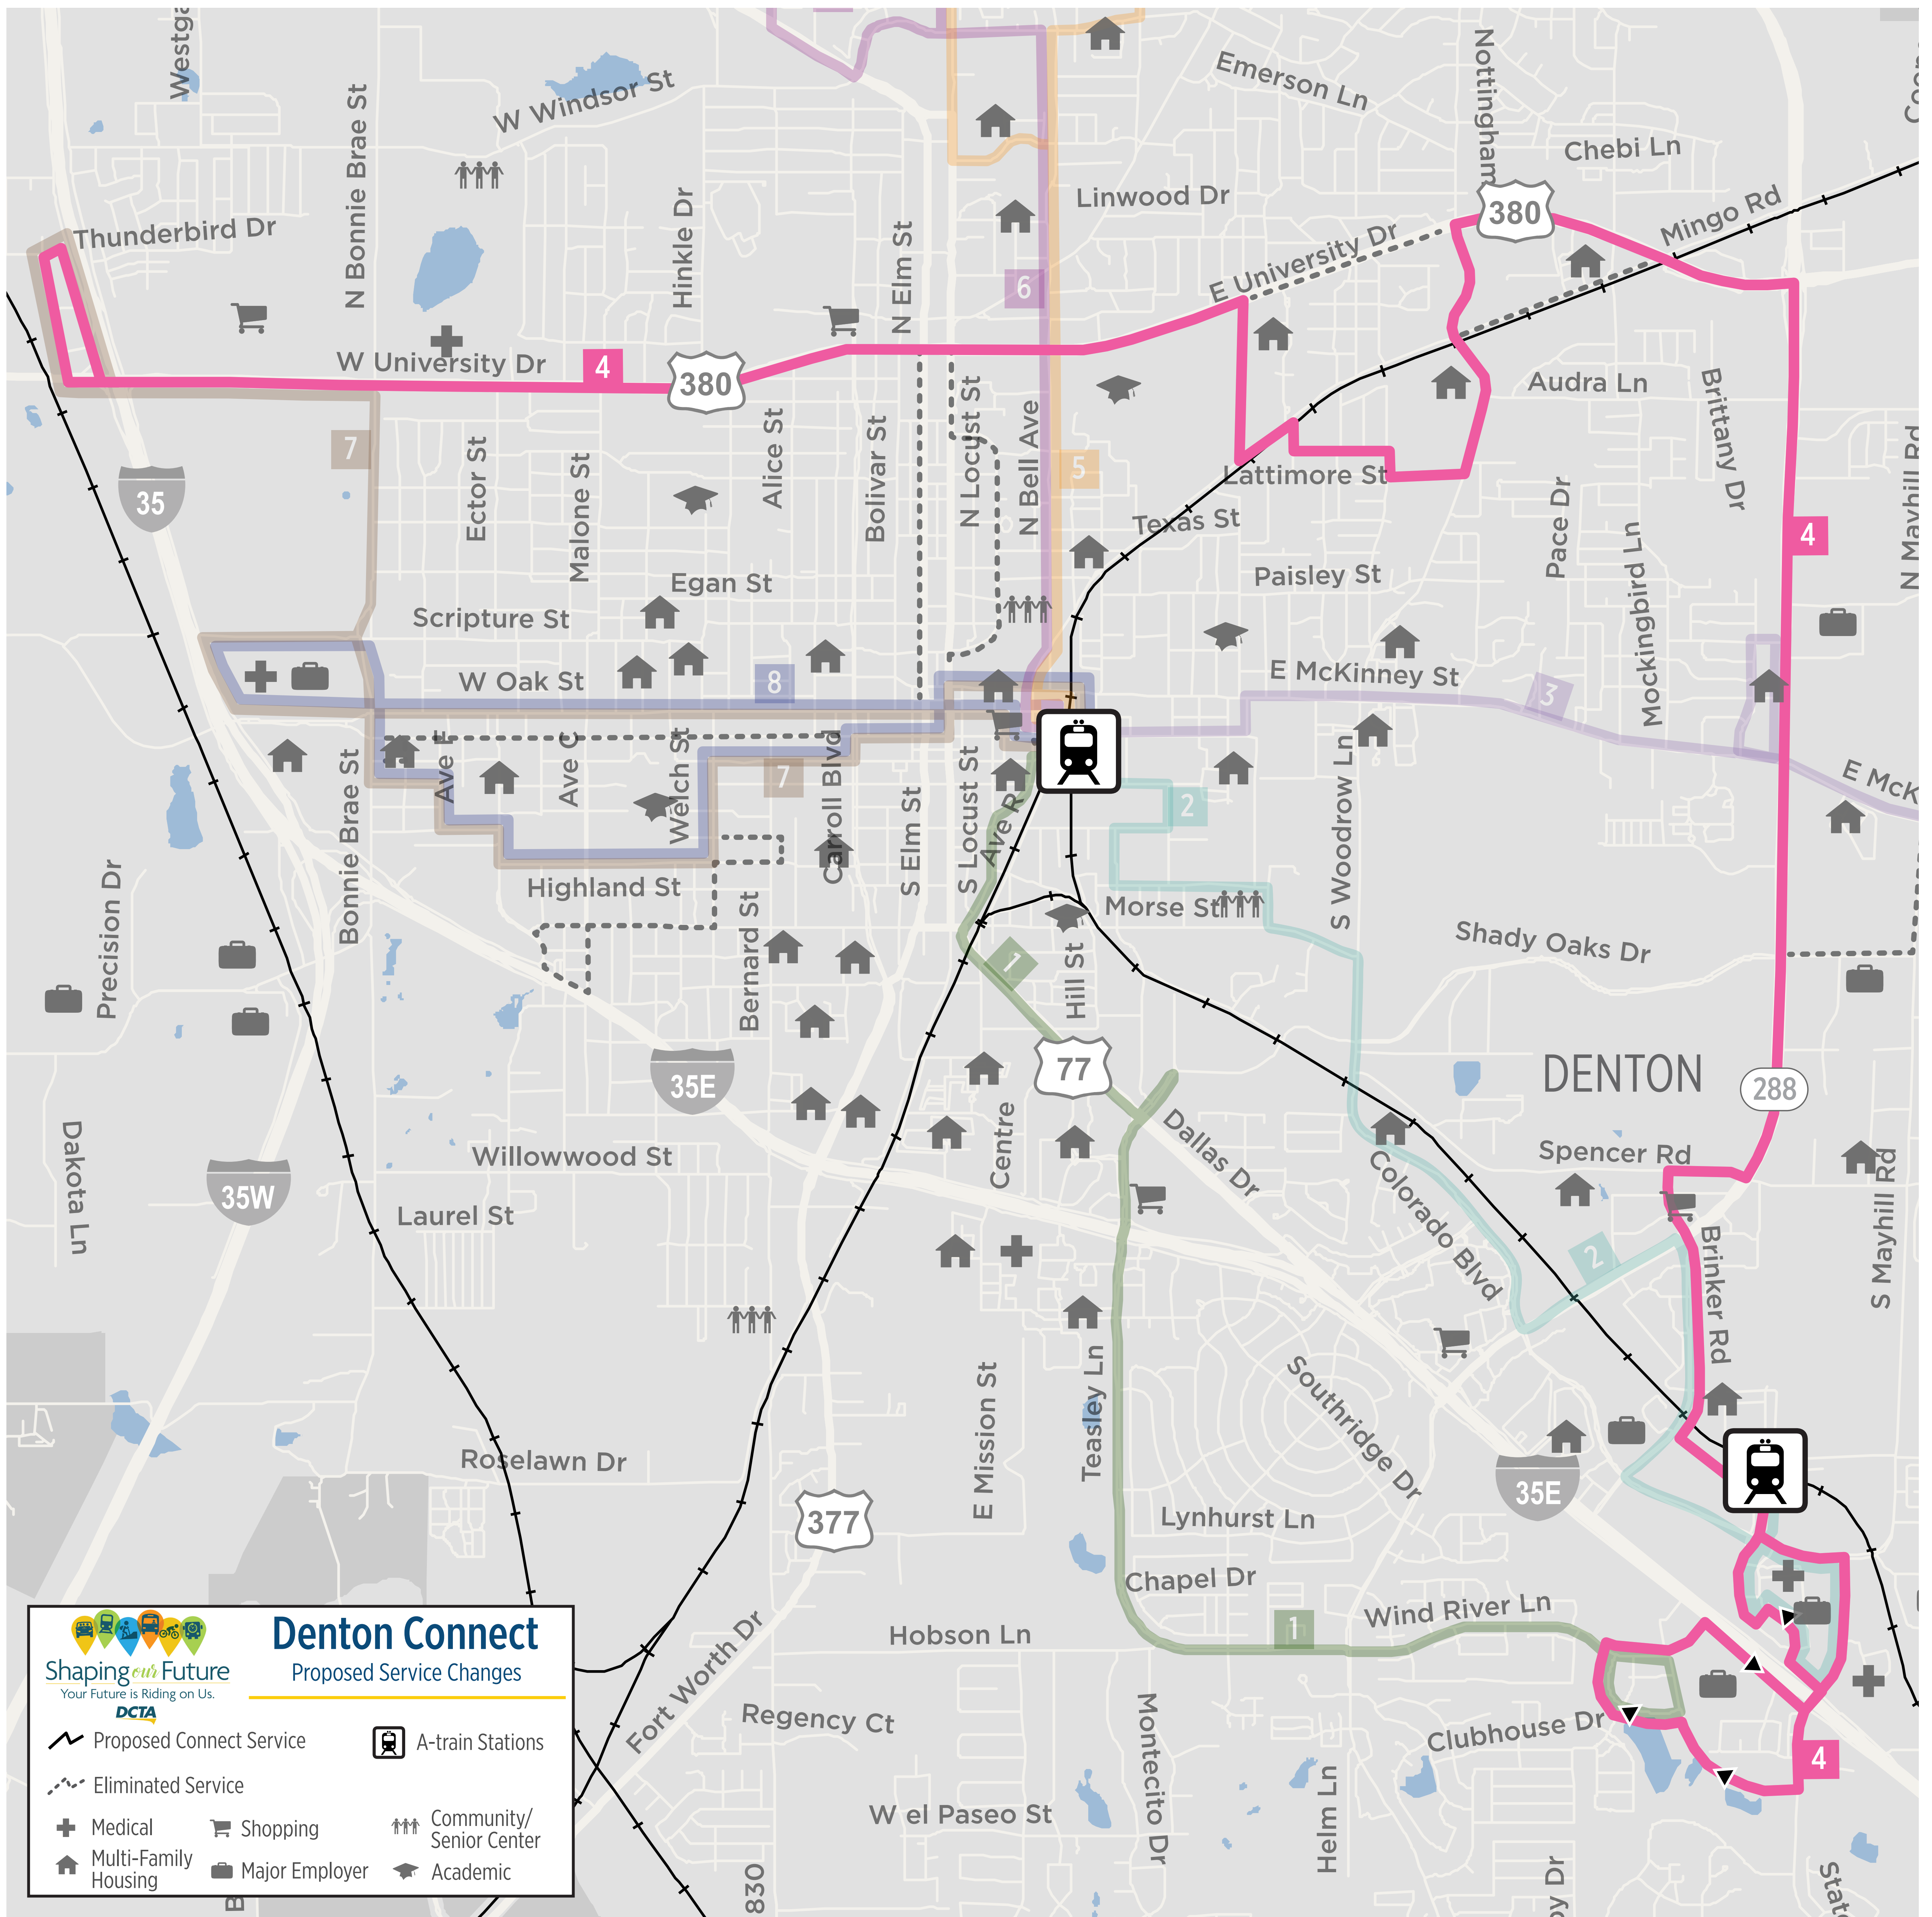 W Windsor St
Emerson Ln
Nottingham
Chebi Ln
N Bonnie Brae St
Linwood Dr
Mingo Rd
380
Thunderbird Dr
Hinkle Dr
N Elm St
E University Dr
6
W University Dr
4
380
Audra Ln
Brittany Dr
7
Ector St
Malone St
Alice St
Bolivar St
N Locust St
N Bell Ave
5
Lattimore St
35
Texas St
Pace Dr
4
N Mayhill Rd
Egan St
Paisley St
Mockingbird Ln
Scripture St
W Oak St
8
E McKinney St
3
Bonnie Brae St
Ave C
Welch St
7
Carroll Blvd
S Elm St
S Locust St
2
S Woodrow Ln
Precision Dr
Highland St
Bernard St
Morse St
1
Hill St
Shady Oaks Dr
35E
77
DENTON
288
Dakota Ln
35W
Willowwood St
Centre
Dallas Dr
Spencer Rd
Laurel St
Colorado Blvd
2
Brinker Rd
S Mayhill Rd
Roselawn Dr
E Mission St
Teasley Ln
Southridge Dr
35E
377
Lynhurst Ln
Chapel Dr
Wind River Ln
1
Hobson Ln
Fort Worth Dr
Regency Ct
Montecito Dr
Clubhouse Dr
4
W el Paseo St
Helm Ln
830
Shaping our Future
Your Future is Riding on Us.
DCTA
Denton Connect
Proposed Service Changes
Proposed Connect Service
A-train Stations
Eliminated Service
Medical
Shopping
Community/
Senior Center
Multi-Family
Housing
Major Employer
Academic